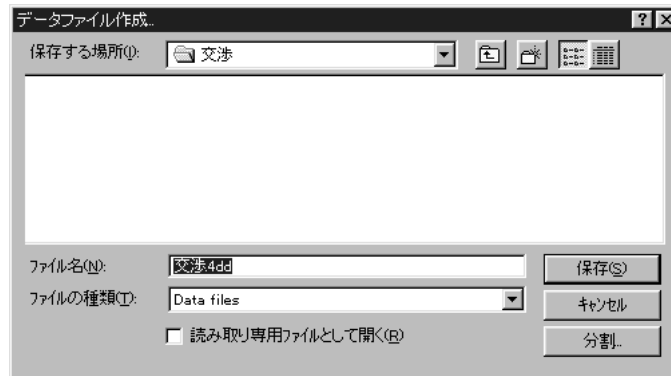 データファイル作成..
保存する場所(I):
交渉
ファイル名(N):
交渉.4dd
保存(S)
ファイルの種類(T):
Data files
キャンセル
読み取り専用ファイルとして開く(R)
分割..